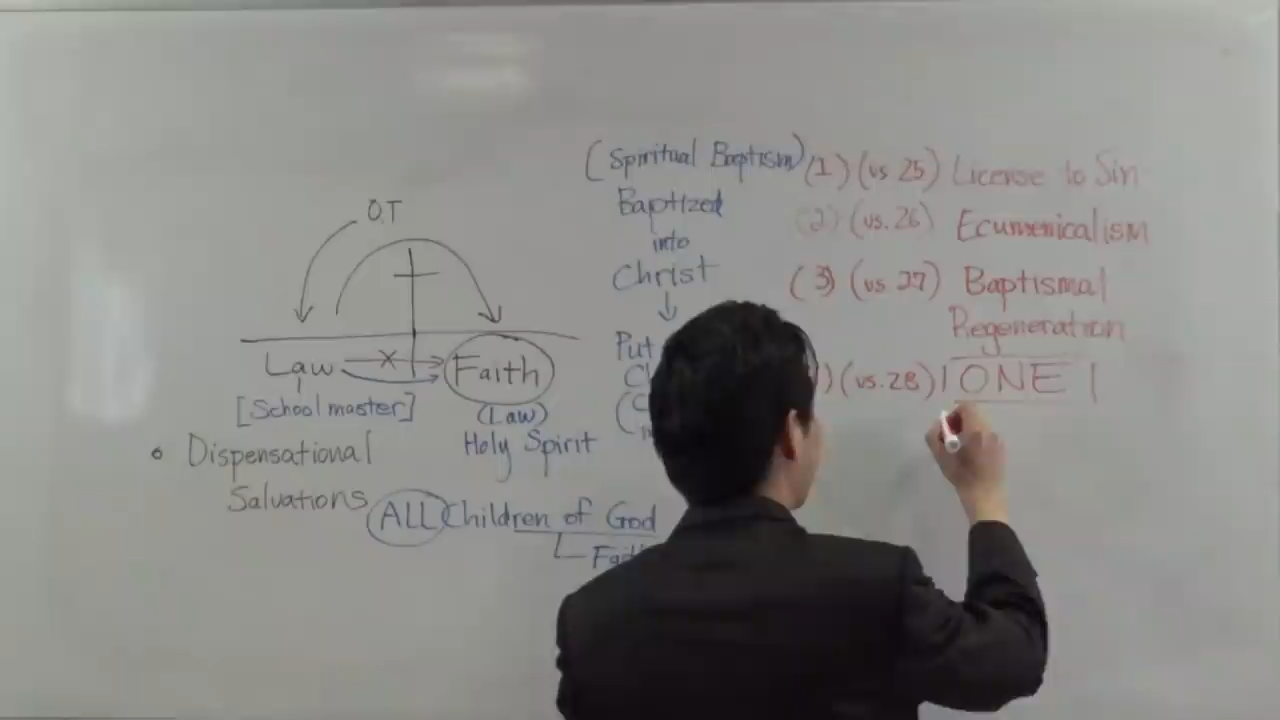 O.T
Law
Faith
[School master]
(Law)
Holy Spirit
Dispensational
Salvations
ALL Children of God
(Spiritual Baptism)
Baptized
into
Christ
Put
(1) (vs 25) License to Sin
(2) (vs. 26) Ecumenicalism
(3) (vs 27) Baptismal
Regeneration
(vs. 28) ONE